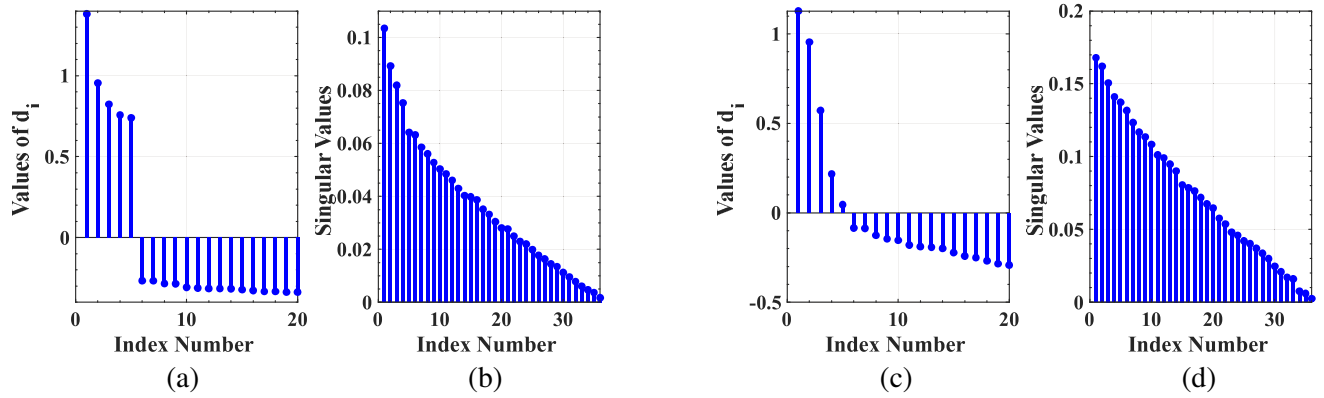 Values of d_i
1
0.5
0
0
10
20
Index Number
(a)
Singular Values
0.1
0.08
0.06
0.04
0.02
0
0
10
20
30
Index Number
(b)
Values of d_i
1
0.5
0
-0.5
0
10
20
Index Number
(c)
Singular Values
0.2
0.15
0.1
0.05
0
0
10
20
30
Index Number
(d)